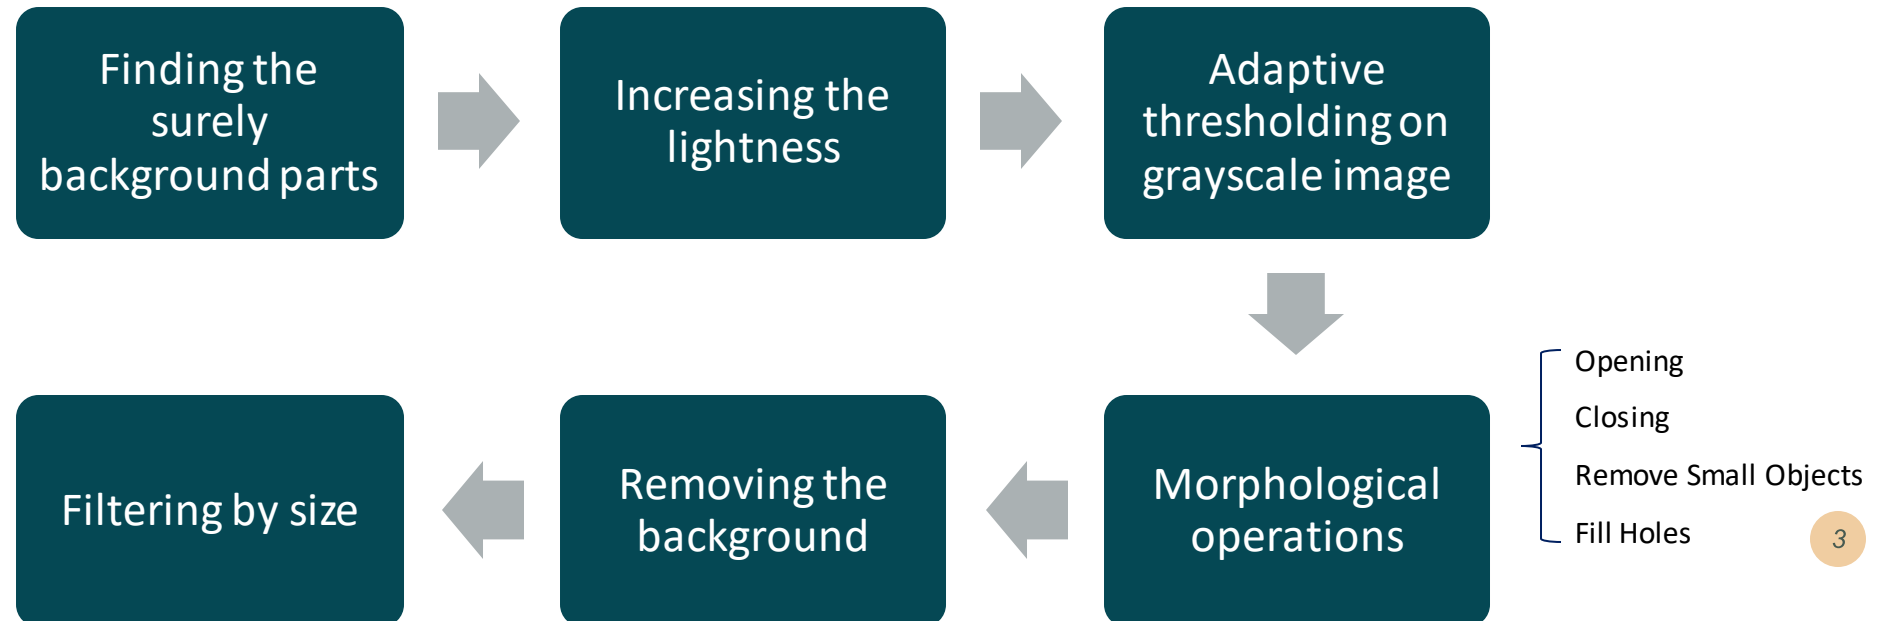 Finding the
surely
background parts
Increasing the
lightness
Adaptive
thresholding on
grayscale image
Morphological
operations
Opening
Closing
Remove Small Objects
Fill Holes
Removing the
background
Filtering by size
3